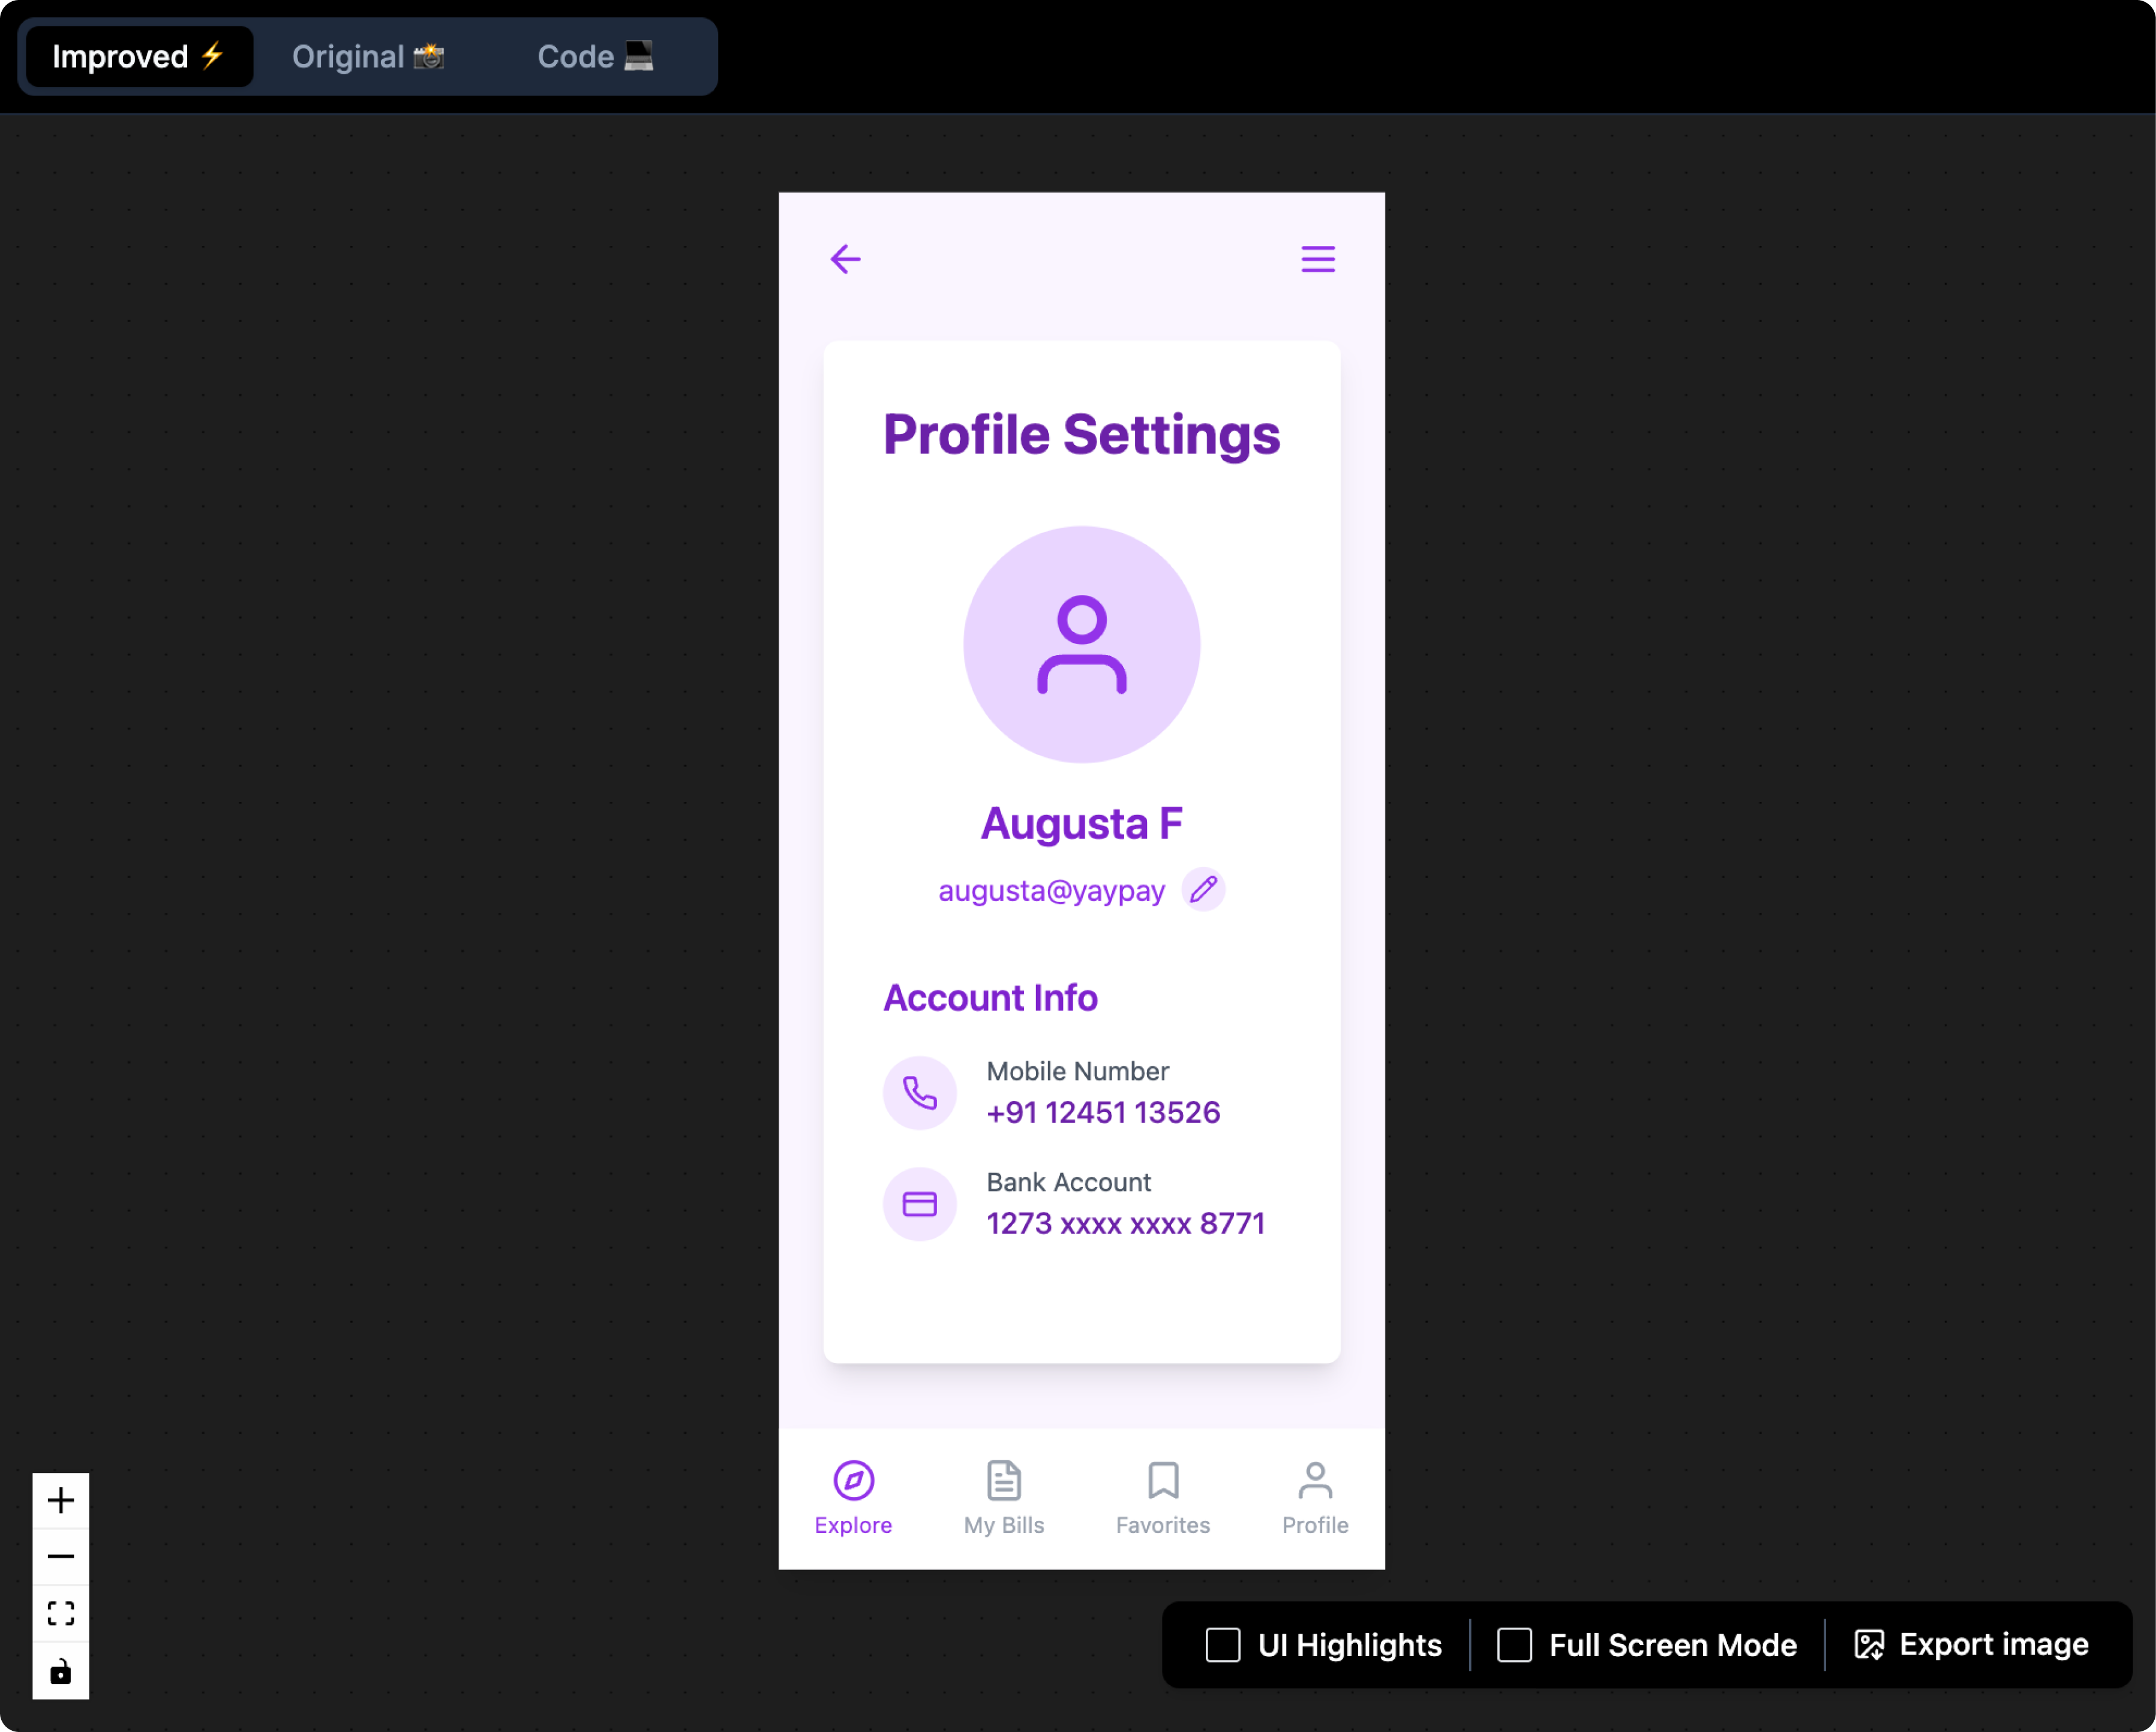 Improved ⚡
Original 📸
Code 💻
Profile Settings
Augusta F
augusta@yaypay
Account Info
Mobile Number
+91 12451 13526
Bank Account
1273 xxxx xxxx 8771
Explore
My Bills
Favorites
Profile
UI Highlights
Full Screen Mode
Export image